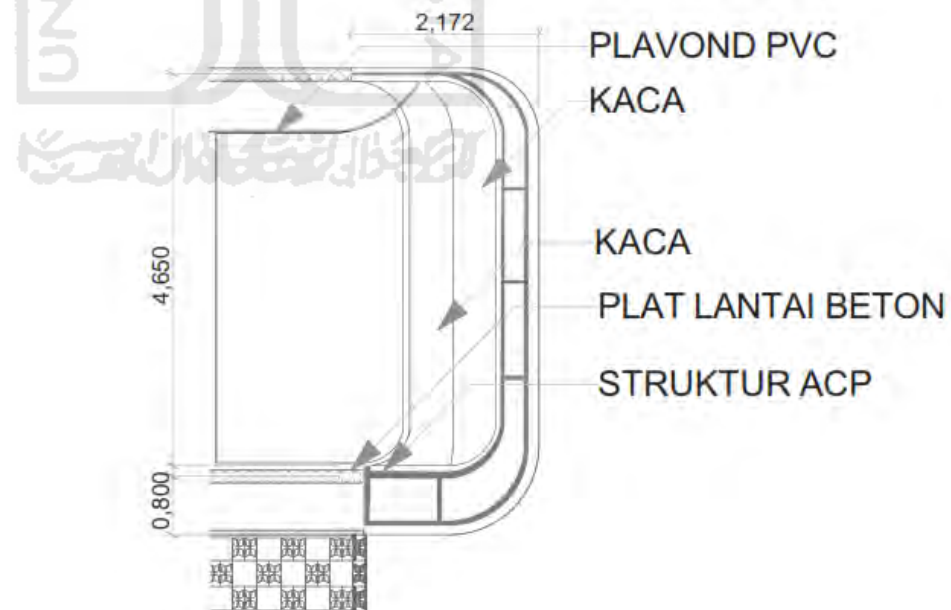 2,172
PLAVOND PVC
KACA
KACA
4,650
PLAT LANTAI BETON
STRUKTUR ACP
0,800